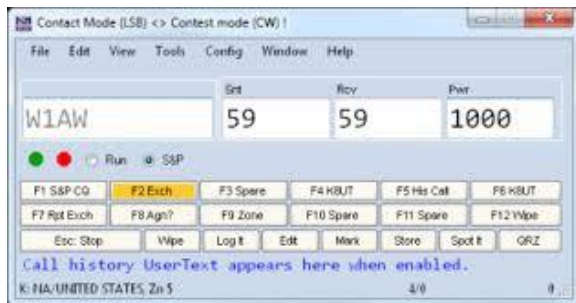 Contact Mode (LSB) <> Contest mode (CW) !
File Edit View Tools Config Window Help
Snt Rcv Pwr
W1AW 59 59 1000
Run S&P
F1 S&P CQ F2 Exch F3 Spare F4 K8UT F5 His Call F6 K8UT
F7 Rpt Exch F8 Agn? F9 Zone F10 Spare F11 Spare F12 Wipe
Esc: Stop Wipe Log It Edit Mark Store Spot It QRZ
Call history UserText appears here when enabled.
K: NA/UNITED STATES, Zn 5 4/0 0